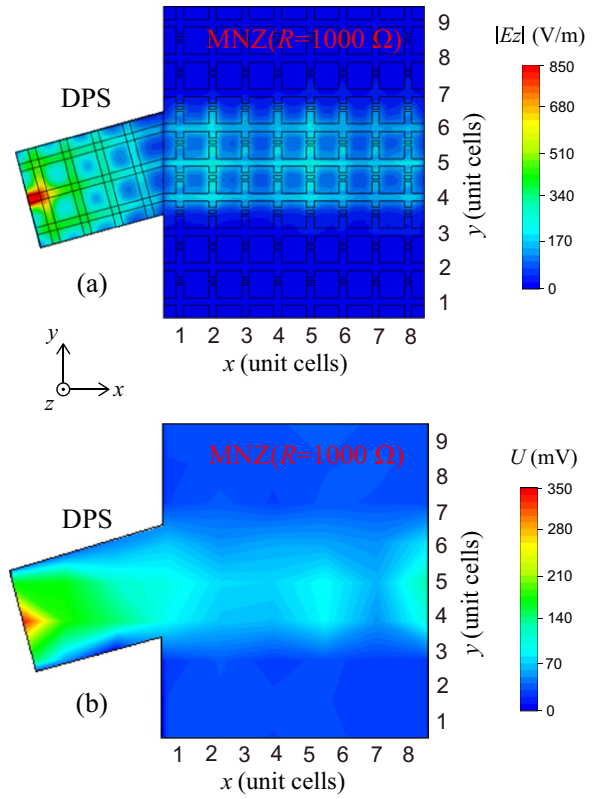 MNZ(R=1000 Ω)
DPS
(a)
9
8
7
6
5
4
3
2
1
y (unit cells)
1 2 3 4 5 6 7 8
x (unit cells)
|Ez| (V/m)
850
680
510
340
170
0
y
z
x
MNZ(R=1000 Ω)
DPS
(b)
9
8
7
6
5
4
3
2
1
y (unit cells)
1 2 3 4 5 6 7 8
x (unit cells)
U (mV)
350
280
210
140
70
0